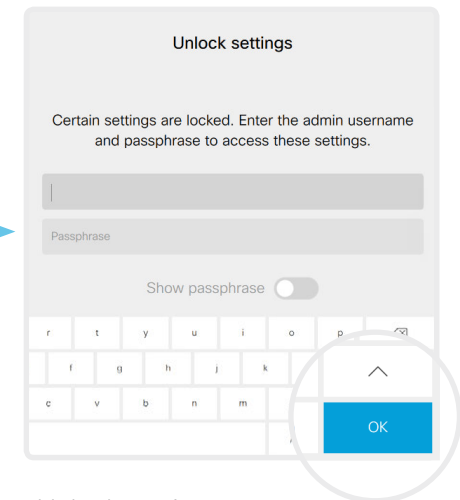 Unlock settings
Certain settings are locked. Enter the admin username
and passphrase to access these settings.
Passphrase
Show passphrase
r t y u i o p
f g h j k
c v b n m
OK